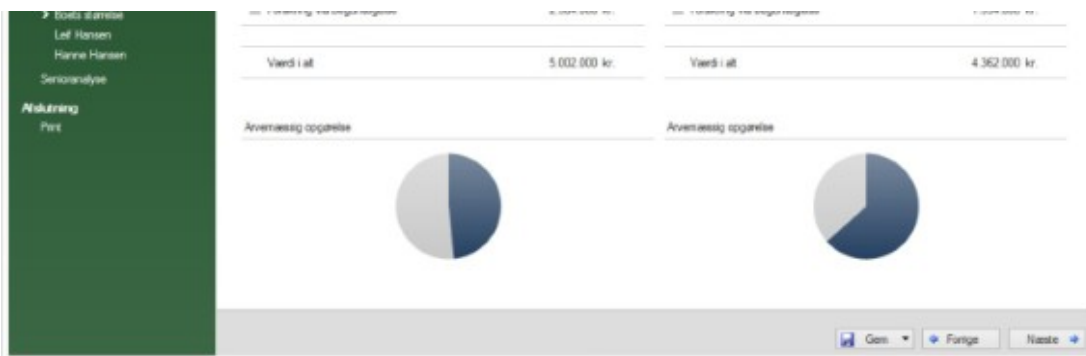 Boets størrelse
Leif Hansen
Hanne Hansen
Senioranalyse
Afslutning
Print
Værdi i alt 5.002.000 kr.
Værdi i alt 4.362.000 kr.
Arvemæssig opgørelse
Arvemæssig opgørelse
Gem
Forrige
Næste